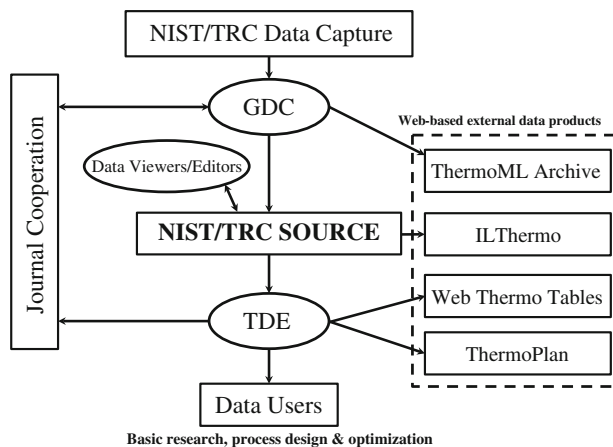 NIST/TRC Data Capture
GDC
Journal Cooperation
Web-based external data products
Data Viewers/Editors
ThermoML Archive
NIST/TRC SOURCE
ILThermo
Web Thermo Tables
TDE
ThermoPlan
Data Users
Basic research, process design & optimization